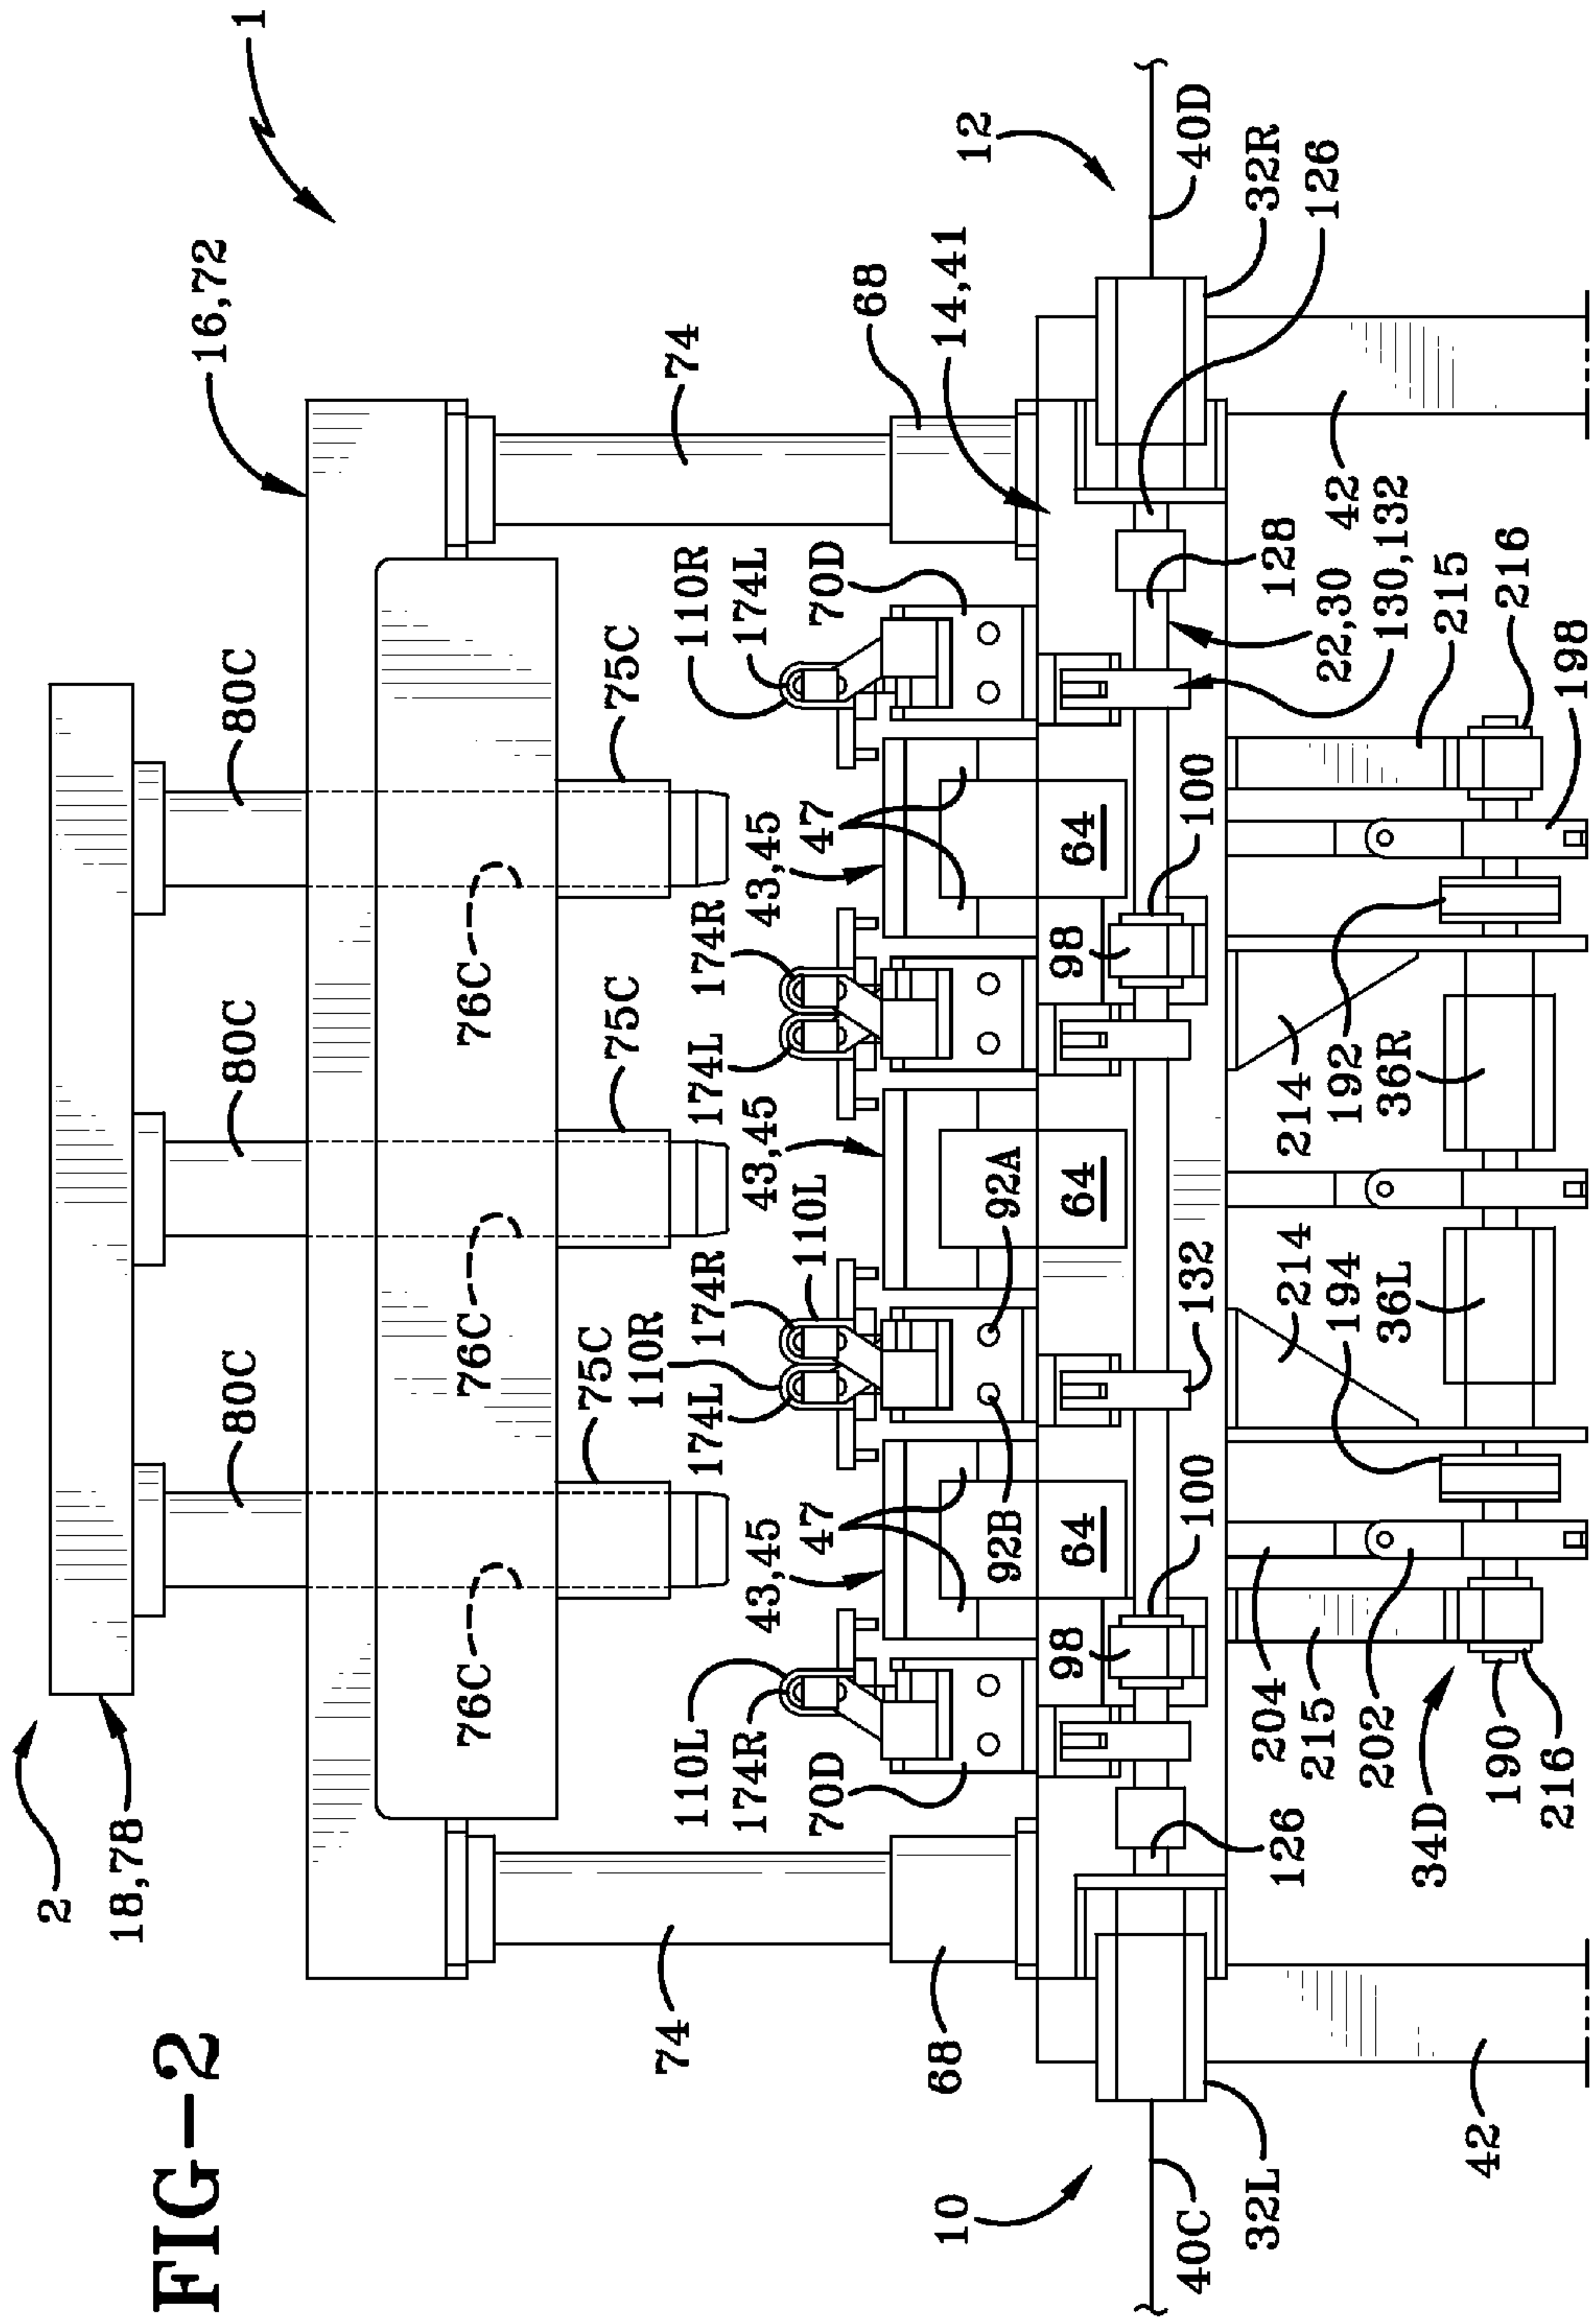 FIG-2
2
18,78
80C
80C
80C
16,72
1
76C
76C
76C
75C
75C
75C
74
74
68
68
110L
174R
70D
43,45
47
174L
110R
174R
110L
43,45
174L
174R
43,45
47
110R
174L
70D
14,41
12
10
40C
32L
40D
32R
126
126
128
92B
92A
64
64
64
98
98
100
100
132
22,30
130,132
42
42
204
215
202
34D
190
216
214
194
36L
214
192
36R
215
216
198